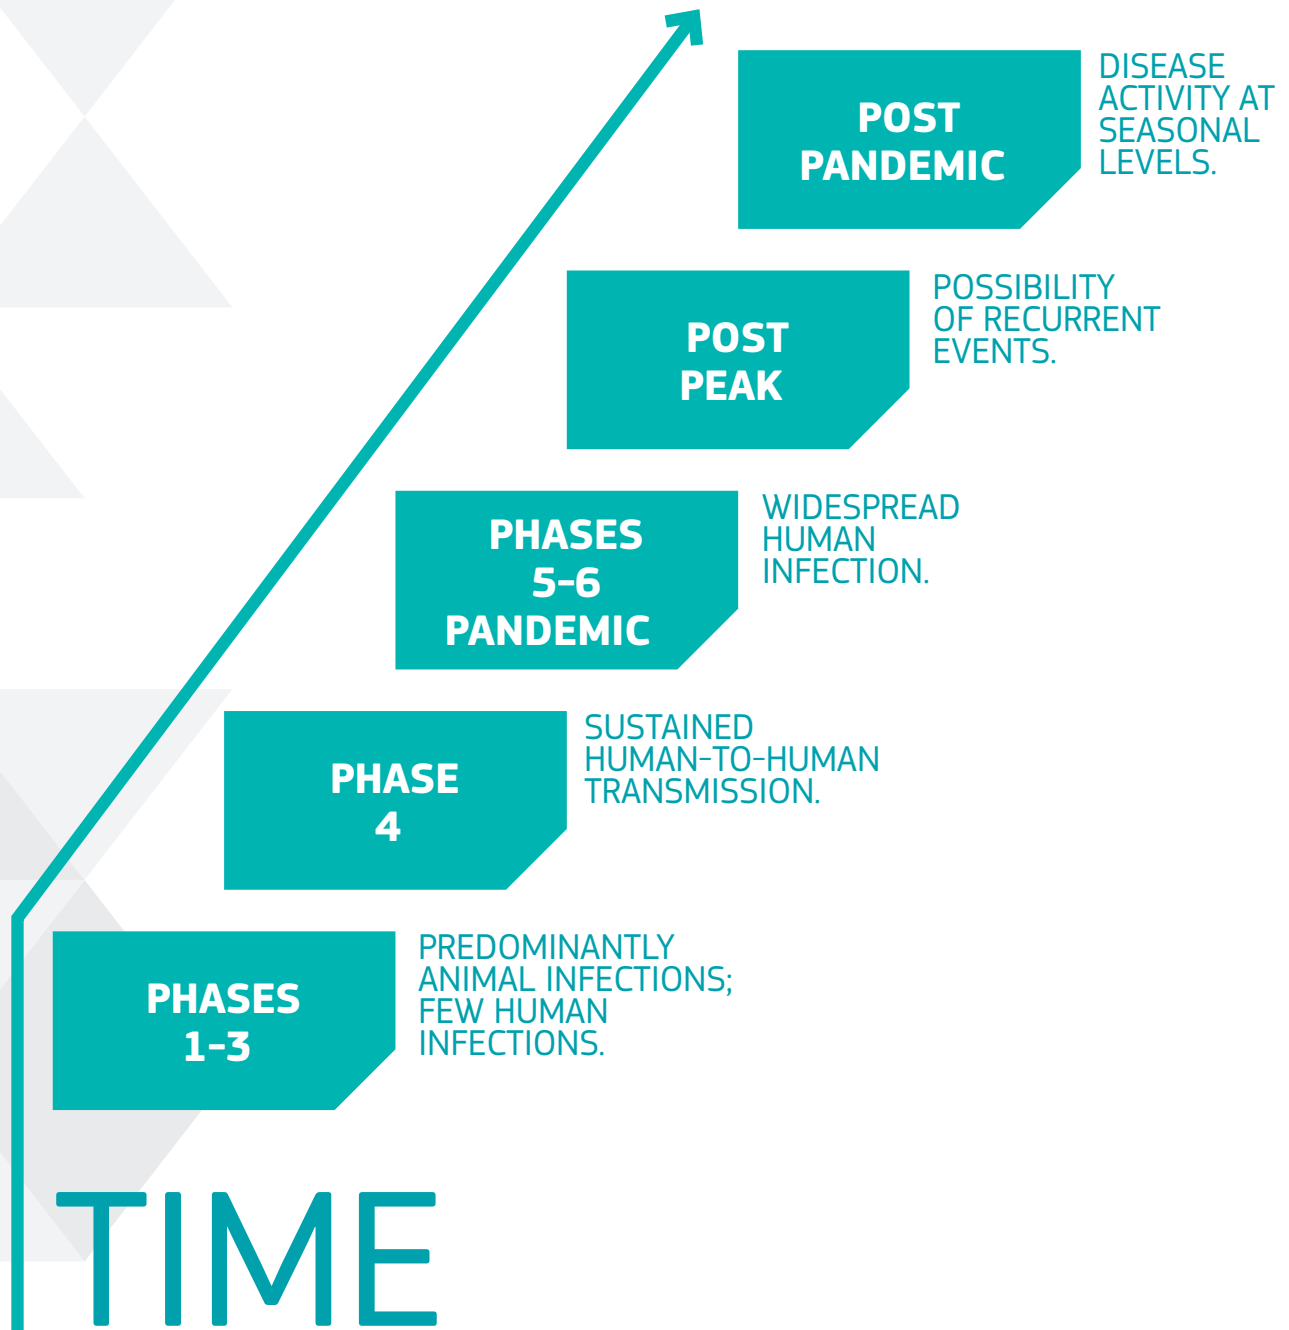 POST
PANDEMIC
DISEASE
ACTIVITY AT
SEASONAL
LEVELS.
POST
PEAK
POSSIBILITY
OF RECURRENT
EVENTS.
PHASES
5-6
PANDEMIC
WIDESPREAD
HUMAN
INFECTION.
PHASE
4
SUSTAINED
HUMAN-TO-HUMAN
TRANSMISSION.
PHASES
1-3
PREDOMINANTLY
ANIMAL INFECTIONS;
FEW HUMAN
INFECTIONS.
TIME